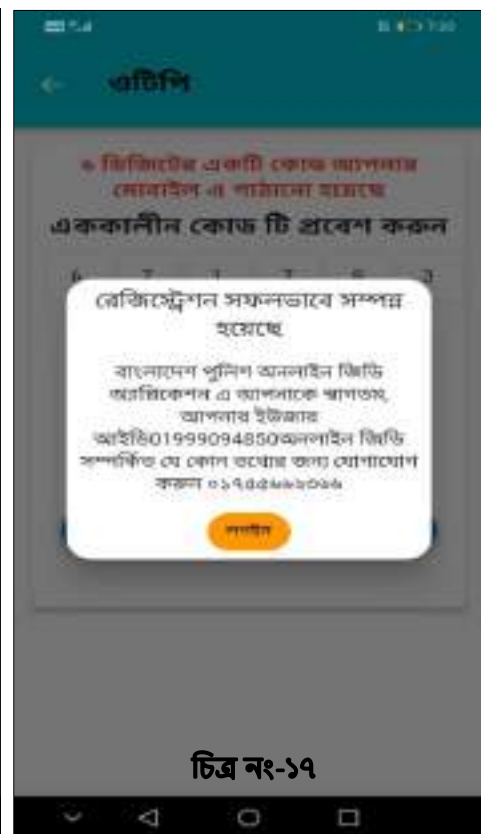 ওটিপি
৬ ডিজিটের একটি কোড আপনার
মোবাইল এ পাঠানো হয়েছে
এককালীন কোড টি প্রবেশ করুন
রেজিস্ট্রেশন সফলভাবে সম্পন্ন
হয়েছে
বাংলাদেশ পুলিশ অনলাইন জিডি
অ্যাপ্লিকেশন এ আপনাকে স্বাগতম,
আপনার ইউজার
আইডি01999094850অনলাইন জিডি
সম্পর্কিত যে কোন তথ্যের জন্য যোগাযোগ
করুন
লগইন
চিত্র নং-১৭